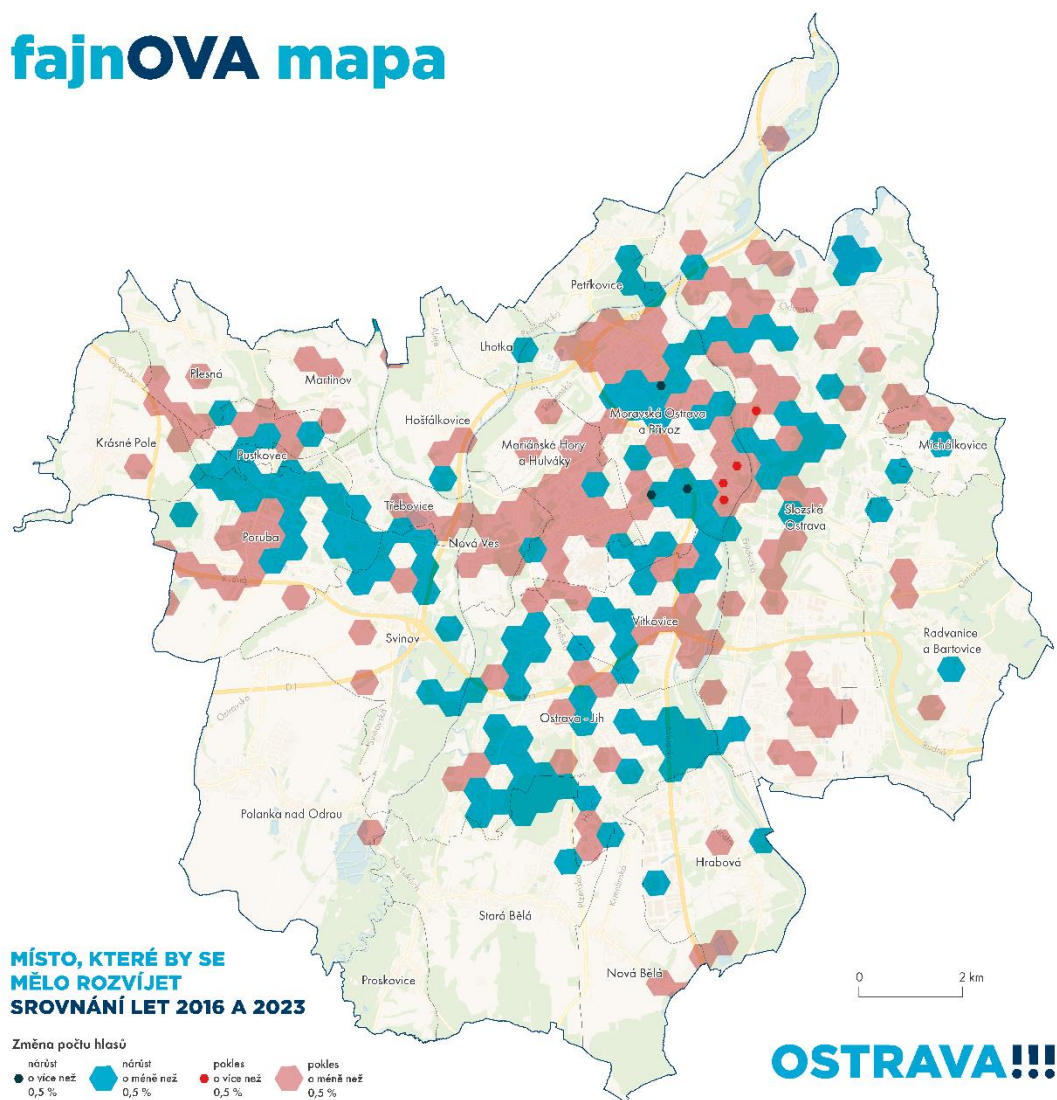 fajnOVA mapa
Petřkovice
Lhotka
Plesná
Martinov
Hošťálkovice
Krásné Pole
Pustkovec
Moravská Ostrava
a Přívoz
Mariánské Hory
a Hulváky
Michálkovice
Třebovice
Slezská
Ostrava
Poruba
Nová Ves
Svinov
Vítkovice
Radvanice
a Bartovice
D1
Ostrava - Jih
Polanka nad Odrou
Hrabová
Stará Bělá
Proskovice
Nová Bělá
0 2 km
MÍSTO, KTERÉ BY SE
MĚLO ROZVÍJET
SROVNÁNÍ LET 2016 A 2023
Změna počtu hlasů
nárůst
o více než
0,5 %
nárůst
o méně než
0,5 %
pokles
o více než
0,5 %
pokles
o méně než
0,5 %
OSTRAVA!!!